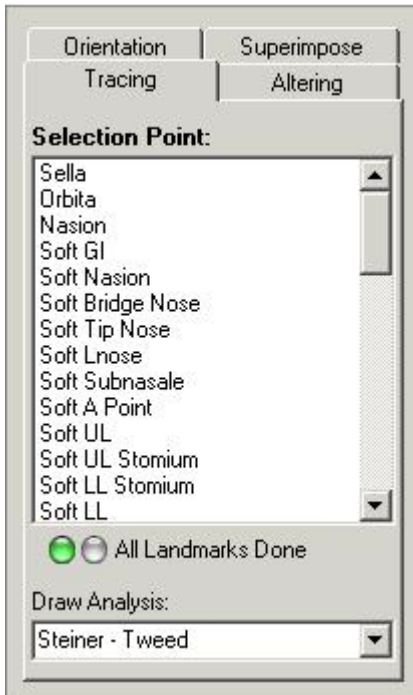 Orientation Superimpose
Tracing Altering
Selection Point:
Sella
Orbita
Nasion
Soft Gl
Soft Nasion
Soft Bridge Nose
Soft Tip Nose
Soft Lnose
Soft Subnasale
Soft A Point
Soft UL
Soft UL Stomium
Soft LL Stomium
Soft LL
All Landmarks Done
Draw Analysis:
Steiner - Tweed